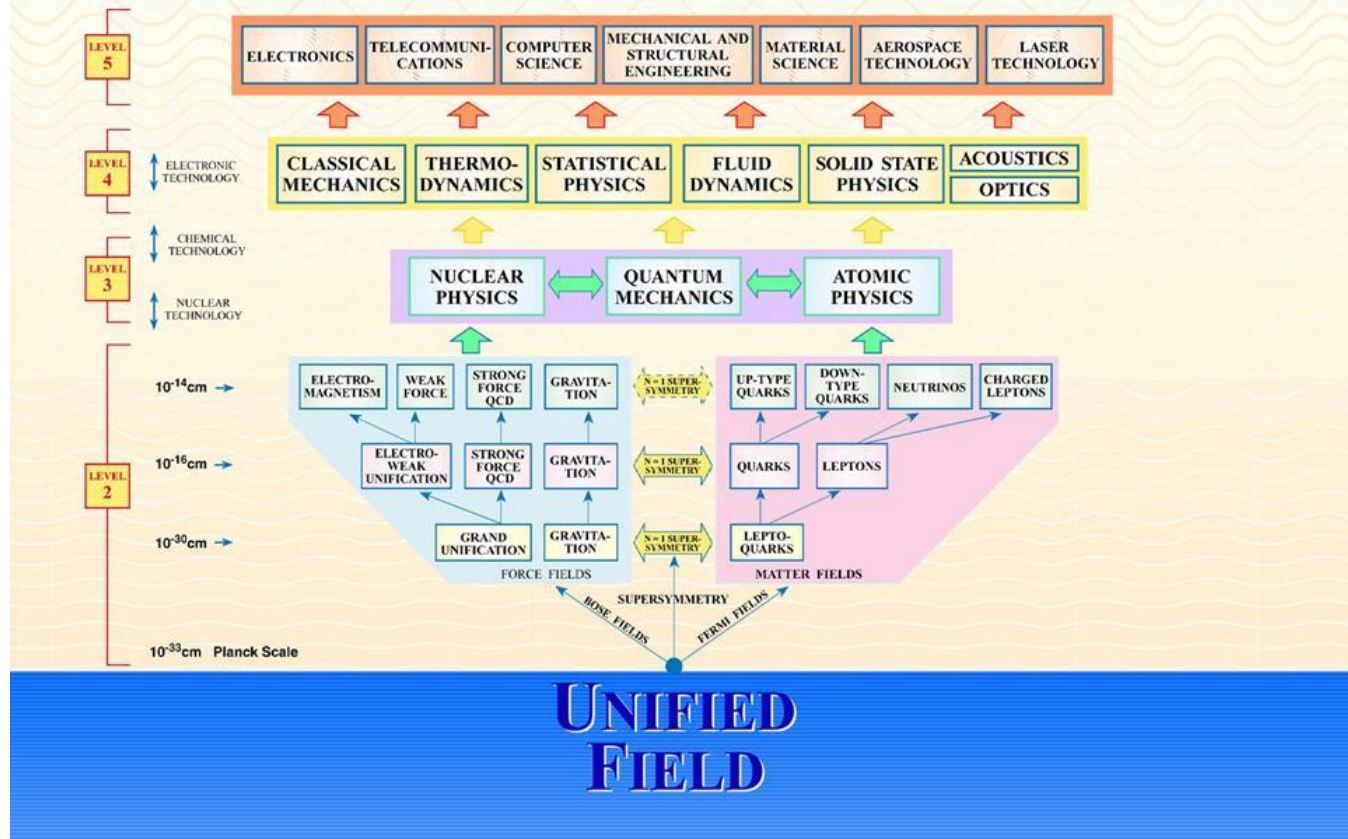 LEVEL
5
ELECTRONICS
TELECOMMUNI-
CATIONS
COMPUTER
SCIENCE
MECHANICAL AND
STRUCTURAL
ENGINEERING
MATERIAL
SCIENCE
AEROSPACE
TECHNOLOGY
LASER
TECHNOLOGY
LEVEL
4
ELECTRONIC
TECHNOLOGY
CLASSICAL
MECHANICS
THERMO-
DYNAMICS
STATISTICAL
PHYSICS
FLUID
DYNAMICS
SOLID STATE
PHYSICS
ACOUSTICS
OPTICS
CHEMICAL
TECHNOLOGY
LEVEL
3
NUCLEAR
TECHNOLOGY
NUCLEAR
PHYSICS
QUANTUM
MECHANICS
ATOMIC
PHYSICS
LEVEL
2
10⁻¹⁴cm
ELECTRO-
MAGNETISM
WEAK
FORCE
STRONG
FORCE
QCD
GRAVITA-
TION
N = 1 SUPER-
SYMMETRY
UP-TYPE
QUARKS
DOWN-
TYPE
QUARKS
NEUTRINOS
CHARGED
LEPTONS
10⁻¹⁶cm
ELECTRO-
WEAK
UNIFICATION
STRONG
FORCE
QCD
GRAVITA-
TION
N = 1 SUPER-
SYMMETRY
QUARKS
LEPTONS
10⁻³⁰cm
GRAND
UNIFICATION
GRAVITA-
TION
N = 1 SUPER-
SYMMETRY
LEPTO-
QUARKS
FORCE FIELDS
MATTER FIELDS
SUPERSYMMETRY
BOSE FIELDS
FERMI FIELDS
10⁻³³cm Planck Scale
UNIFIED
FIELD